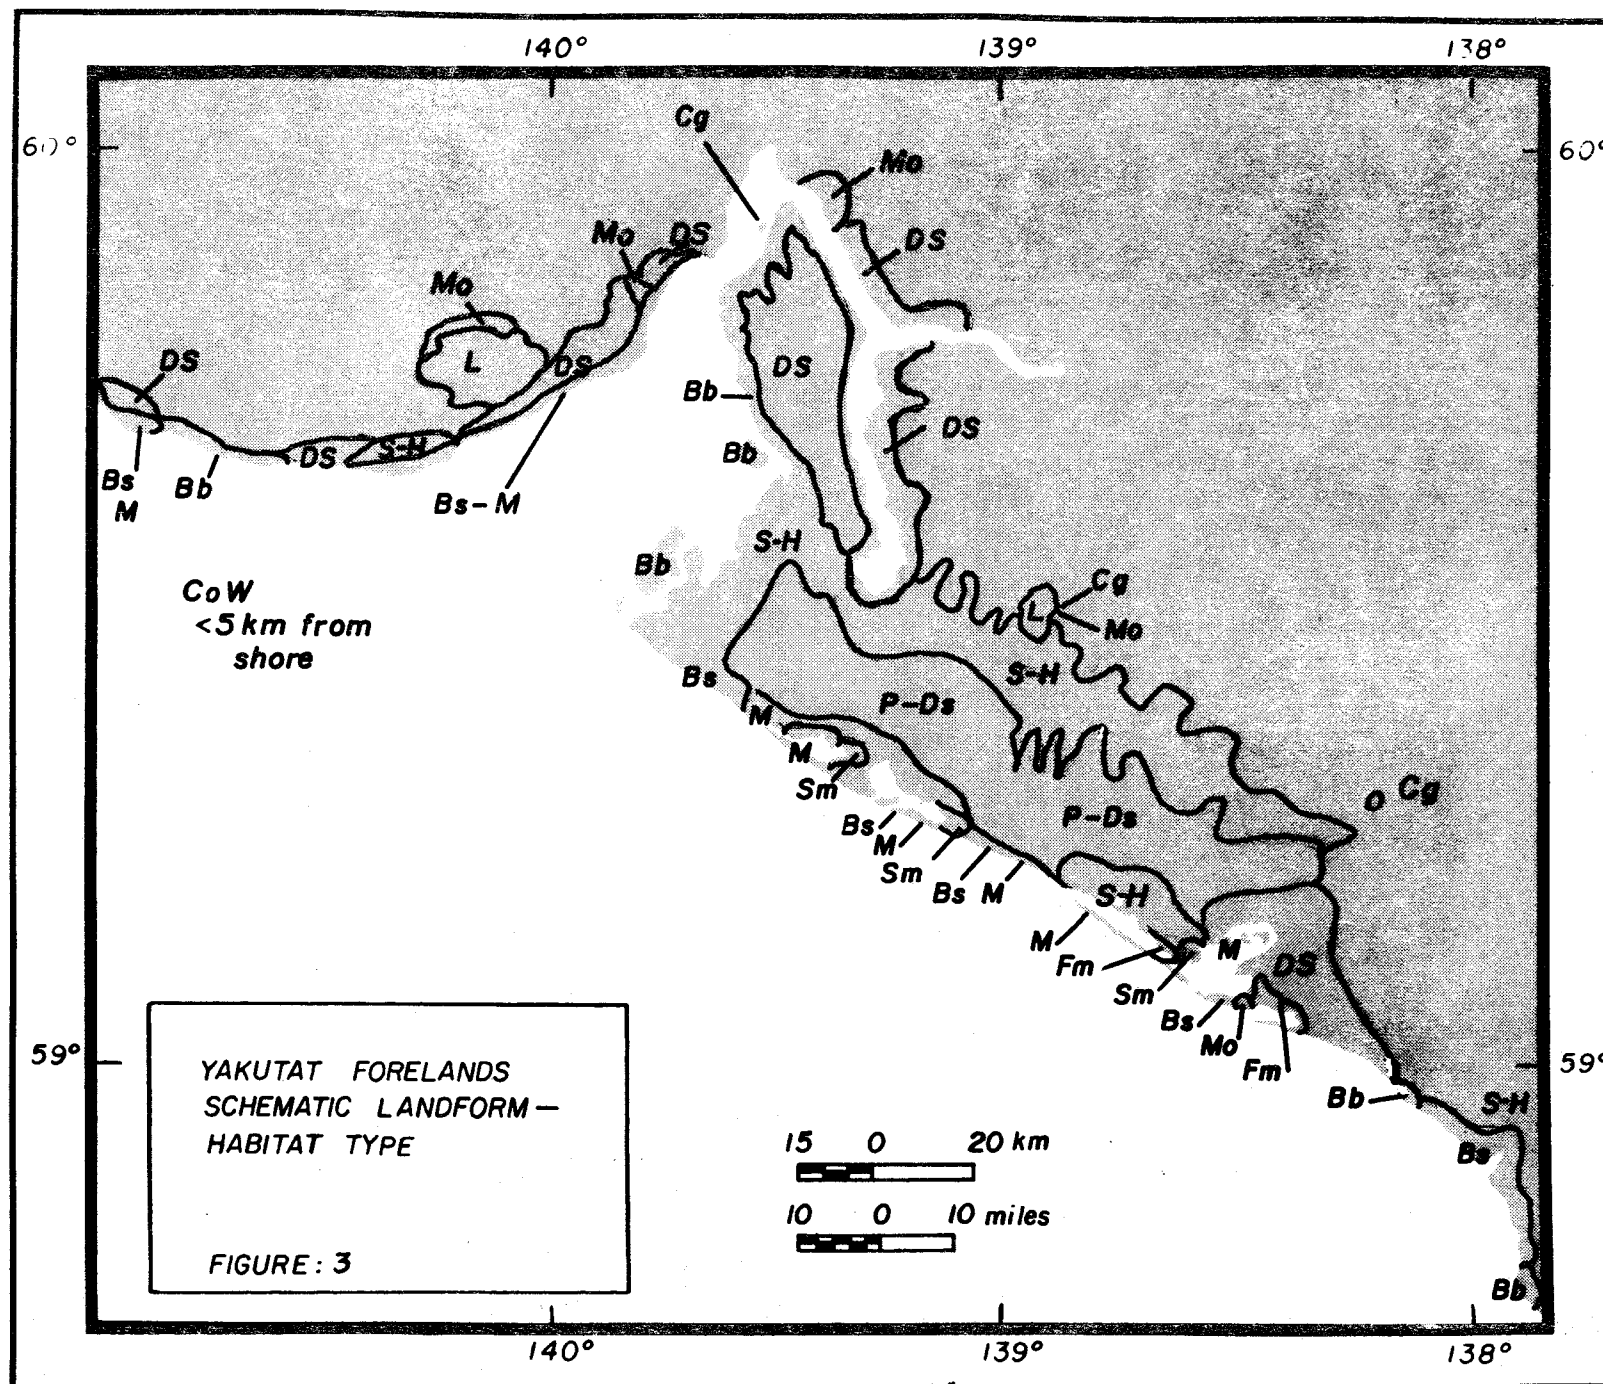 140° 139° 138°
Cg
60° 60°
Mo
Mo DS
DS
Mo
DS
L DS DS
Bb
DS
S-H
DS
Bb
Bs
M
Bb
Bs-M
S-H
Bb
Cg
CoW
<5 km from
shore
L
Mo
S-H
Bs
P-Ds
M
M
Sm
Cg
P-Ds
Bs
M
Sm
Bs M
S-H
M
Fm
M
DS
Sm
Bs
Mo
Fm
59° 59°
Bb
S-H
Bs
Bb
YAKUTAT FORELANDS
SCHEMATIC LANDFORM—
HABITAT TYPE
FIGURE: 3
15 0 20 km
10 0 10 miles
140° 139° 138°